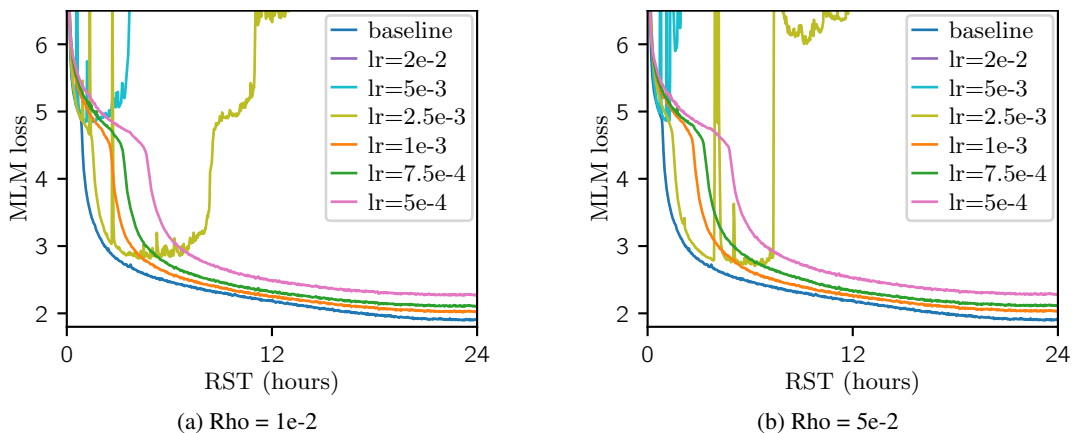 6
5
4
3
2
MLM loss
0
12
24
RST (hours)
baseline
lr=2e-2
lr=5e-3
lr=2.5e-3
lr=1e-3
lr=7.5e-4
lr=5e-4
(a) Rho = 1e-2
6
5
4
3
2
MLM loss
0
12
24
RST (hours)
baseline
lr=2e-2
lr=5e-3
lr=2.5e-3
lr=1e-3
lr=7.5e-4
lr=5e-4
(b) Rho = 5e-2